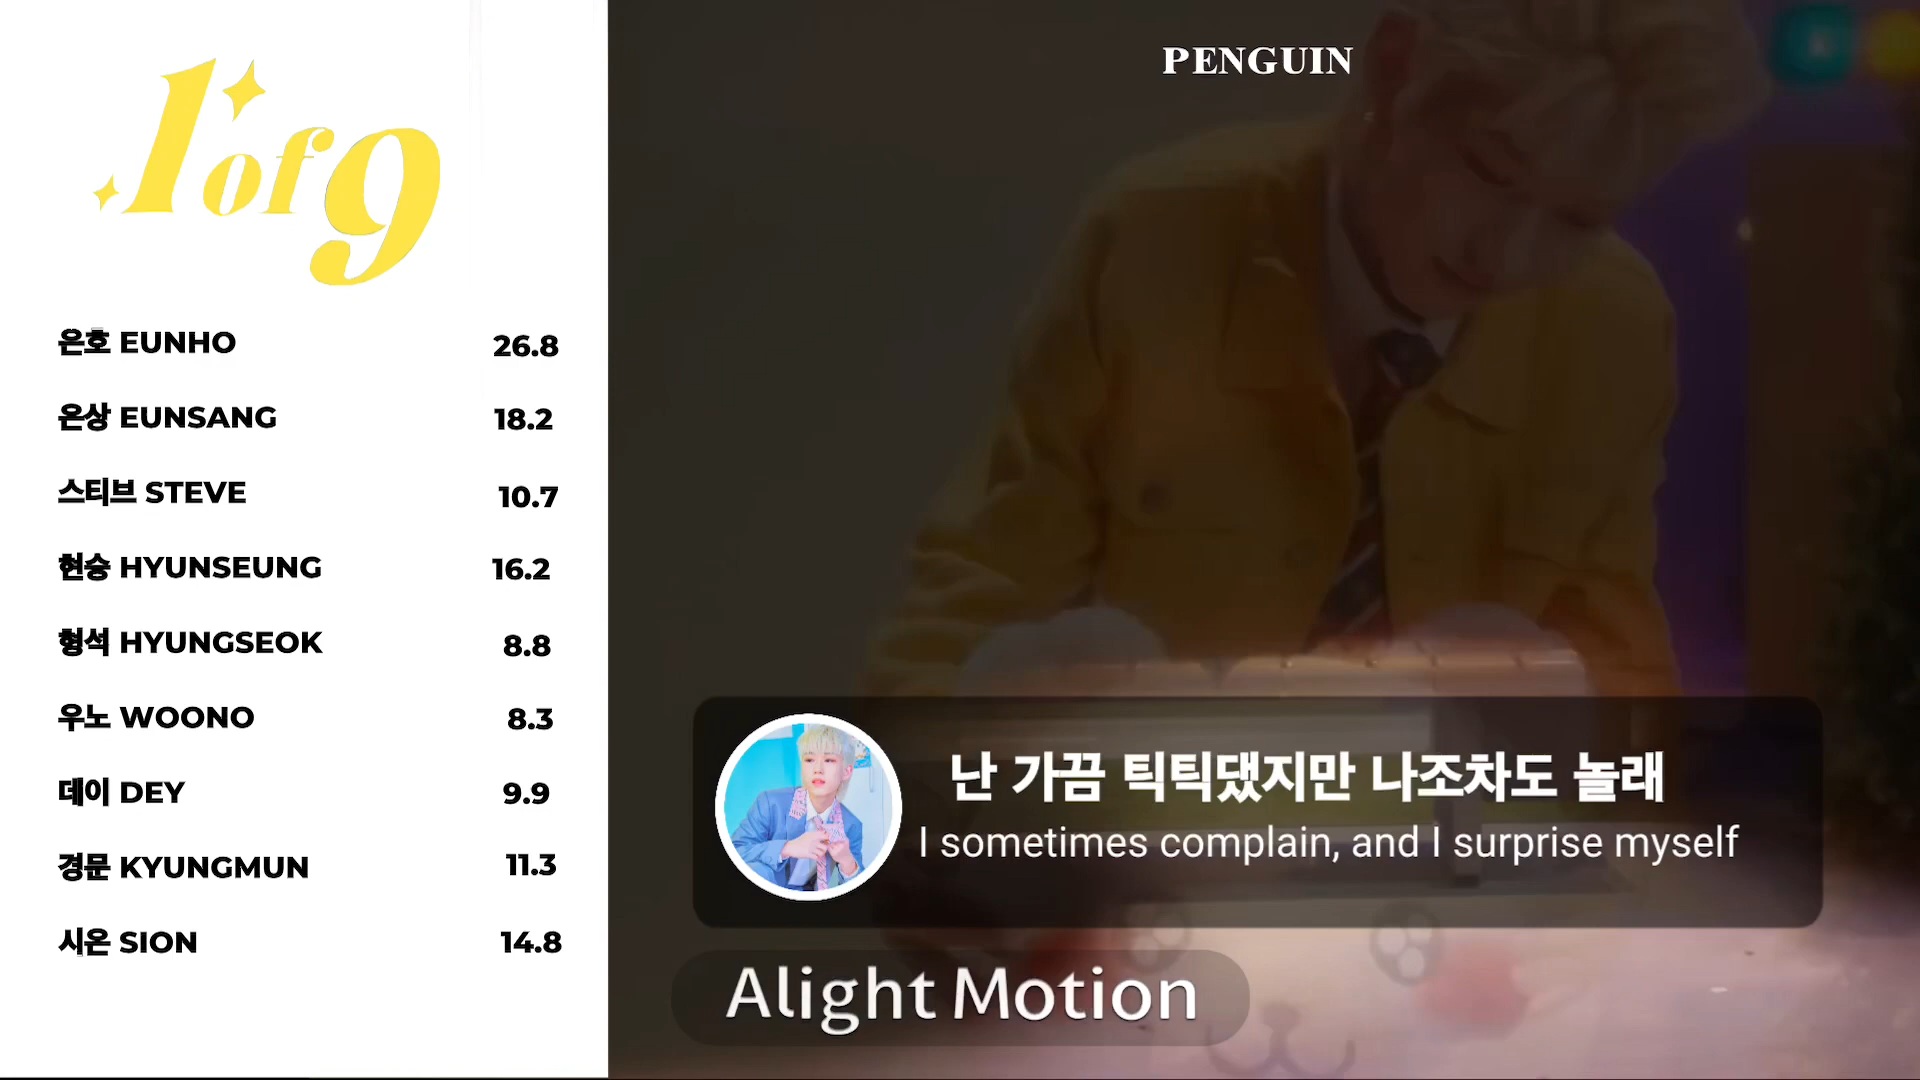 1 of 9
은호 EUNHO 26.8
은상 EUNSANG 18.2
스티브 STEVE 10.7
현승 HYUNSEUNG 16.2
형석 HYUNGSEOK 8.8
우노 WOONO 8.3
데이 DEY 9.9
경문 KYUNGMUN 11.3
시온 SION 14.8
PENGUIN
난 가끔 틱틱댔지만 나조차도 놀래
I sometimes complain, and I surprise myself
Alight Motion